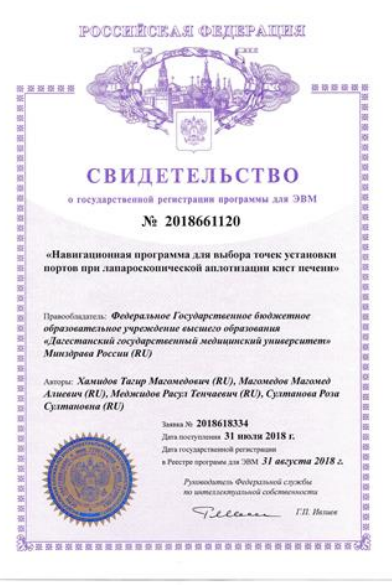 РОССИЙСКАЯ ФЕДЕРАЦИЯ
СВИДЕТЕЛЬСТВО
о государственной регистрации программы для ЭВМ
№ 2018661120
«Навигационная программа для выбора точек установки
портов при лапароскопической аплотизации кист печени»
Правообладатель: Федеральное Государственное бюджетное
образовательное учреждение высшего образования
«Дагестанский государственный медицинский университет»
Минздрава России (RU)
Авторы: Хамидов Тагир Магомедович (RU), Магомедов Магомед
Алиевич (RU), Меджидов Расул Тенчаевич (RU), Султанова Роза
Султановна (RU)
Заявка № 2018618334
Дата поступления 31 июля 2018 г.
Дата государственной регистрации
в Реестре программ для ЭВМ 31 августа 2018 г.
Руководитель Федеральной службы
по интеллектуальной собственности
Г.П. Ивлиев